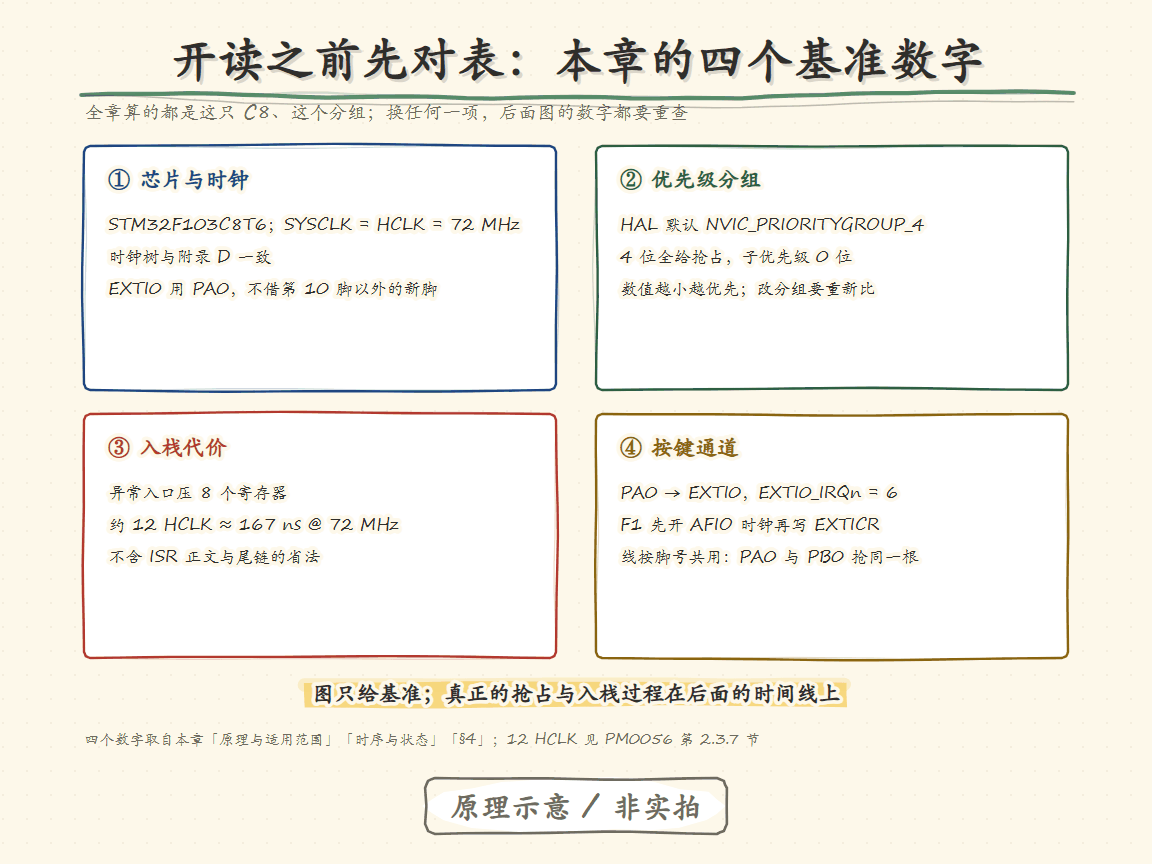 开读之前先对表：本章的四个基准数字
全章算的都是这只 C8、这个分组；换任何一项，后面图的数字都要重查
① 芯片与时钟
STM32F103C8T6；SYSCLK = HCLK = 72 MHz
时钟树与附录 D 一致
EXTI0 用 PA0，不借第 10 脚以外的新脚
② 优先级分组
HAL 默认 NVIC_PRIORITYGROUP_4
4 位全给抢占，子优先级 0 位
数值越小越优先；改分组要重新比
③ 入栈代价
异常入口压 8 个寄存器
约 12 HCLK ≈ 167 ns @ 72 MHz
不含 ISR 正文与尾链的省法
④ 按键通道
PA0 → EXTI0，EXTI0_IRQn = 6
F1 先开 AFIO 时钟再写 EXTICR
线按脚号共用：PA0 与 PB0 抢同一根
图只给基准；真正的抢占与入栈过程在后面的时间线上
四个数字取自本章「原理与适用范围」「时序与状态」「§4」；12 HCLK 见 PM0056 第 2.3.7 节
原理示意 / 非实拍